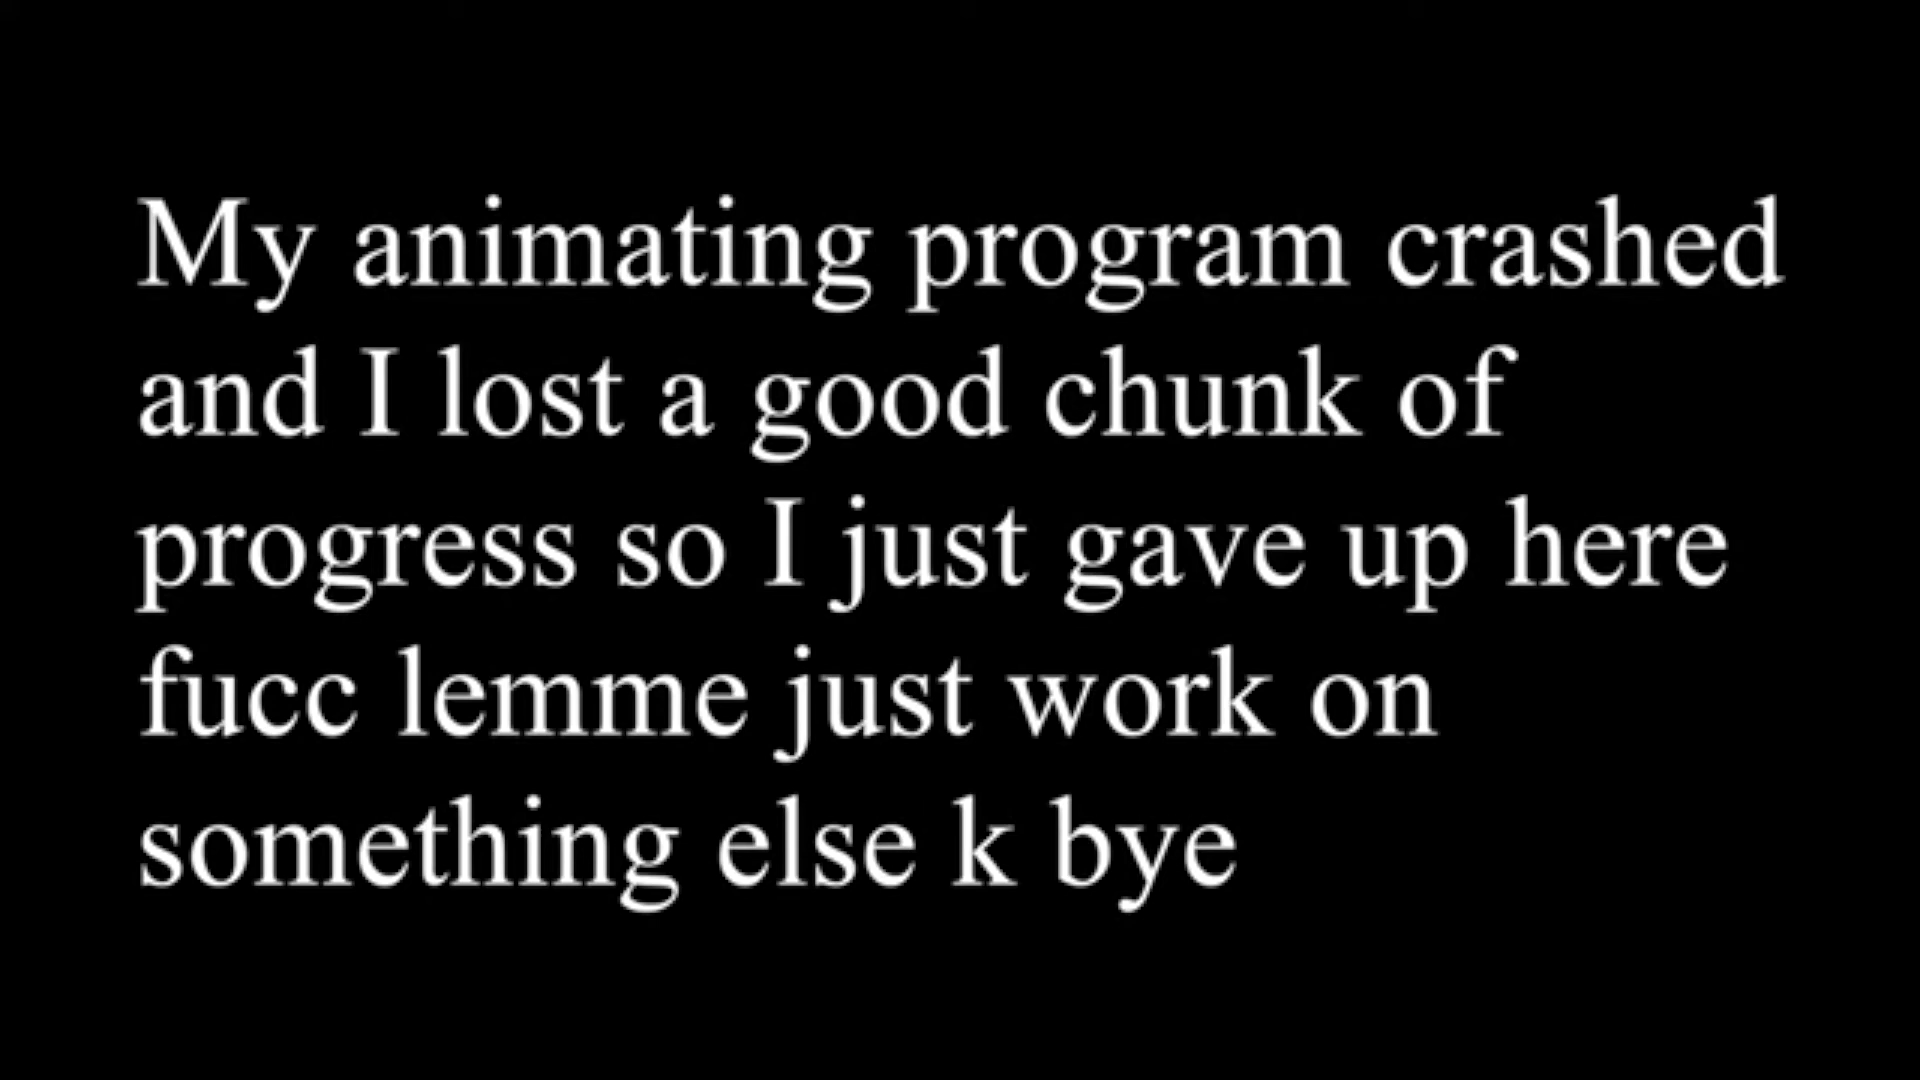 My animating program crashed
and I lost a good chunk of
progress so I just gave up here
fucc lemme just work on
something else k bye